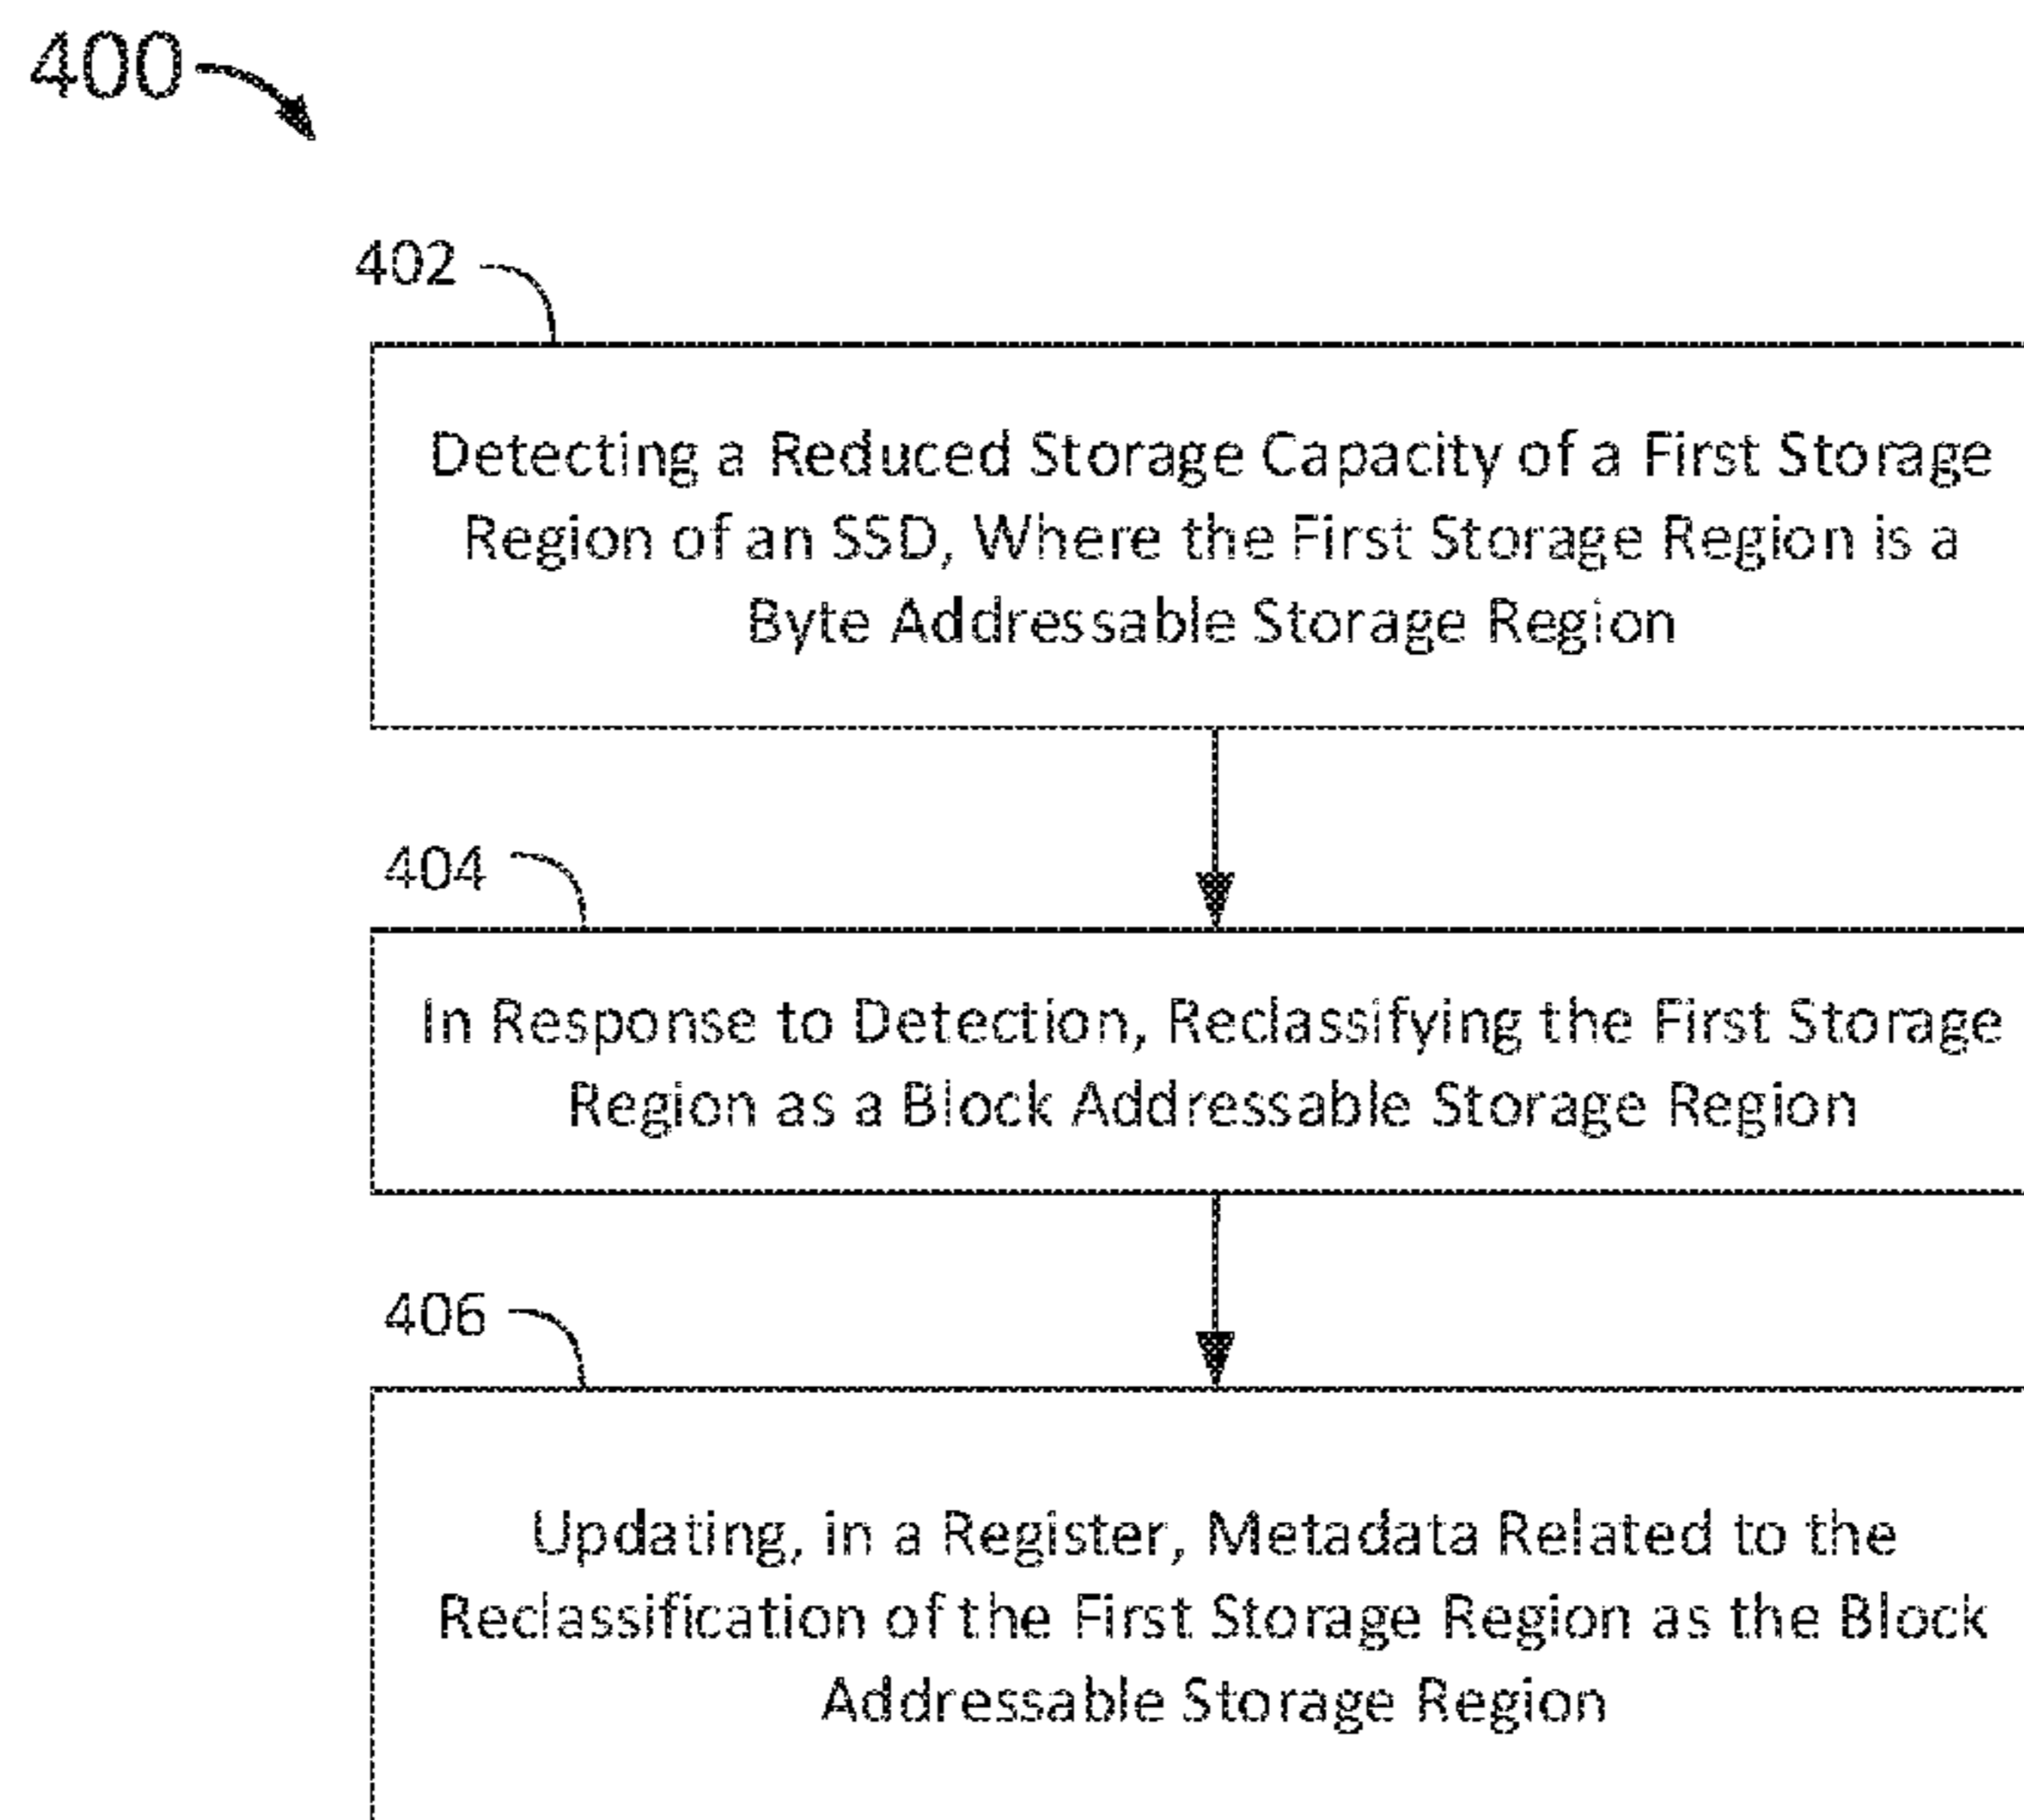 400
402
Detecting a Reduced Storage Capacity of a First Storage
Region of an SSD, Where the First Storage Region is a
Byte Addressable Storage Region
404
In Response to Detection, Reclassifying the First Storage
Region as a Block Addressable Storage Region
406
Updating, in a Register, Metadata Related to the
Reclassification of the First Storage Region as the Block
Addressable Storage Region